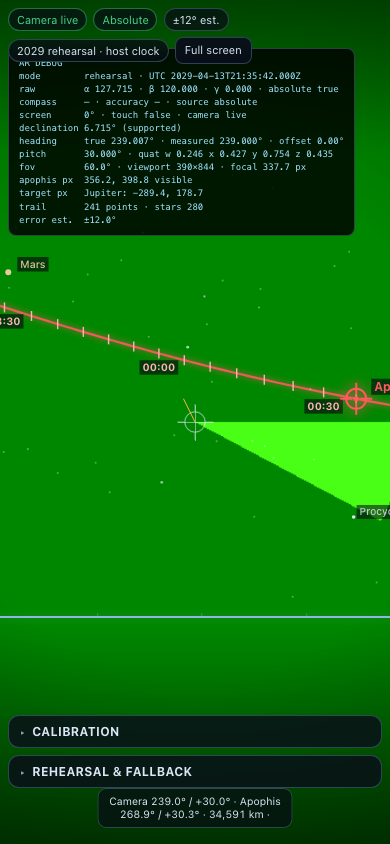 Camera live
Absolute
±12° est.
2029 rehearsal · host clock
Full screen
AR DEBUG
mode rehearsal · UTC 2029-04-13T21:35:42.000Z
raw α 127.715 · β 120.000 · γ 0.000 · absolute true
compass — · accuracy — · source absolute
screen 0° · touch false · camera live
declination 6.715° (supported)
heading true 239.007° · measured 239.000° · offset 0.00°
pitch 30.000° · quat w 0.246 x 0.427 y 0.754 z 0.435
fov 60.0° · viewport 390×844 · focal 337.7 px
apophis px 356.2, 398.8 visible
target px Jupiter: -289.4, 178.7
trail 241 points · stars 280
error est. ±12.0°
Mars
:30
00:00
Ap
00:30
Procyo
▸ CALIBRATION
▸ REHEARSAL & FALLBACK
Camera 239.0° / +30.0° · Apophis
268.9° / +30.3° · 34,591 km ·